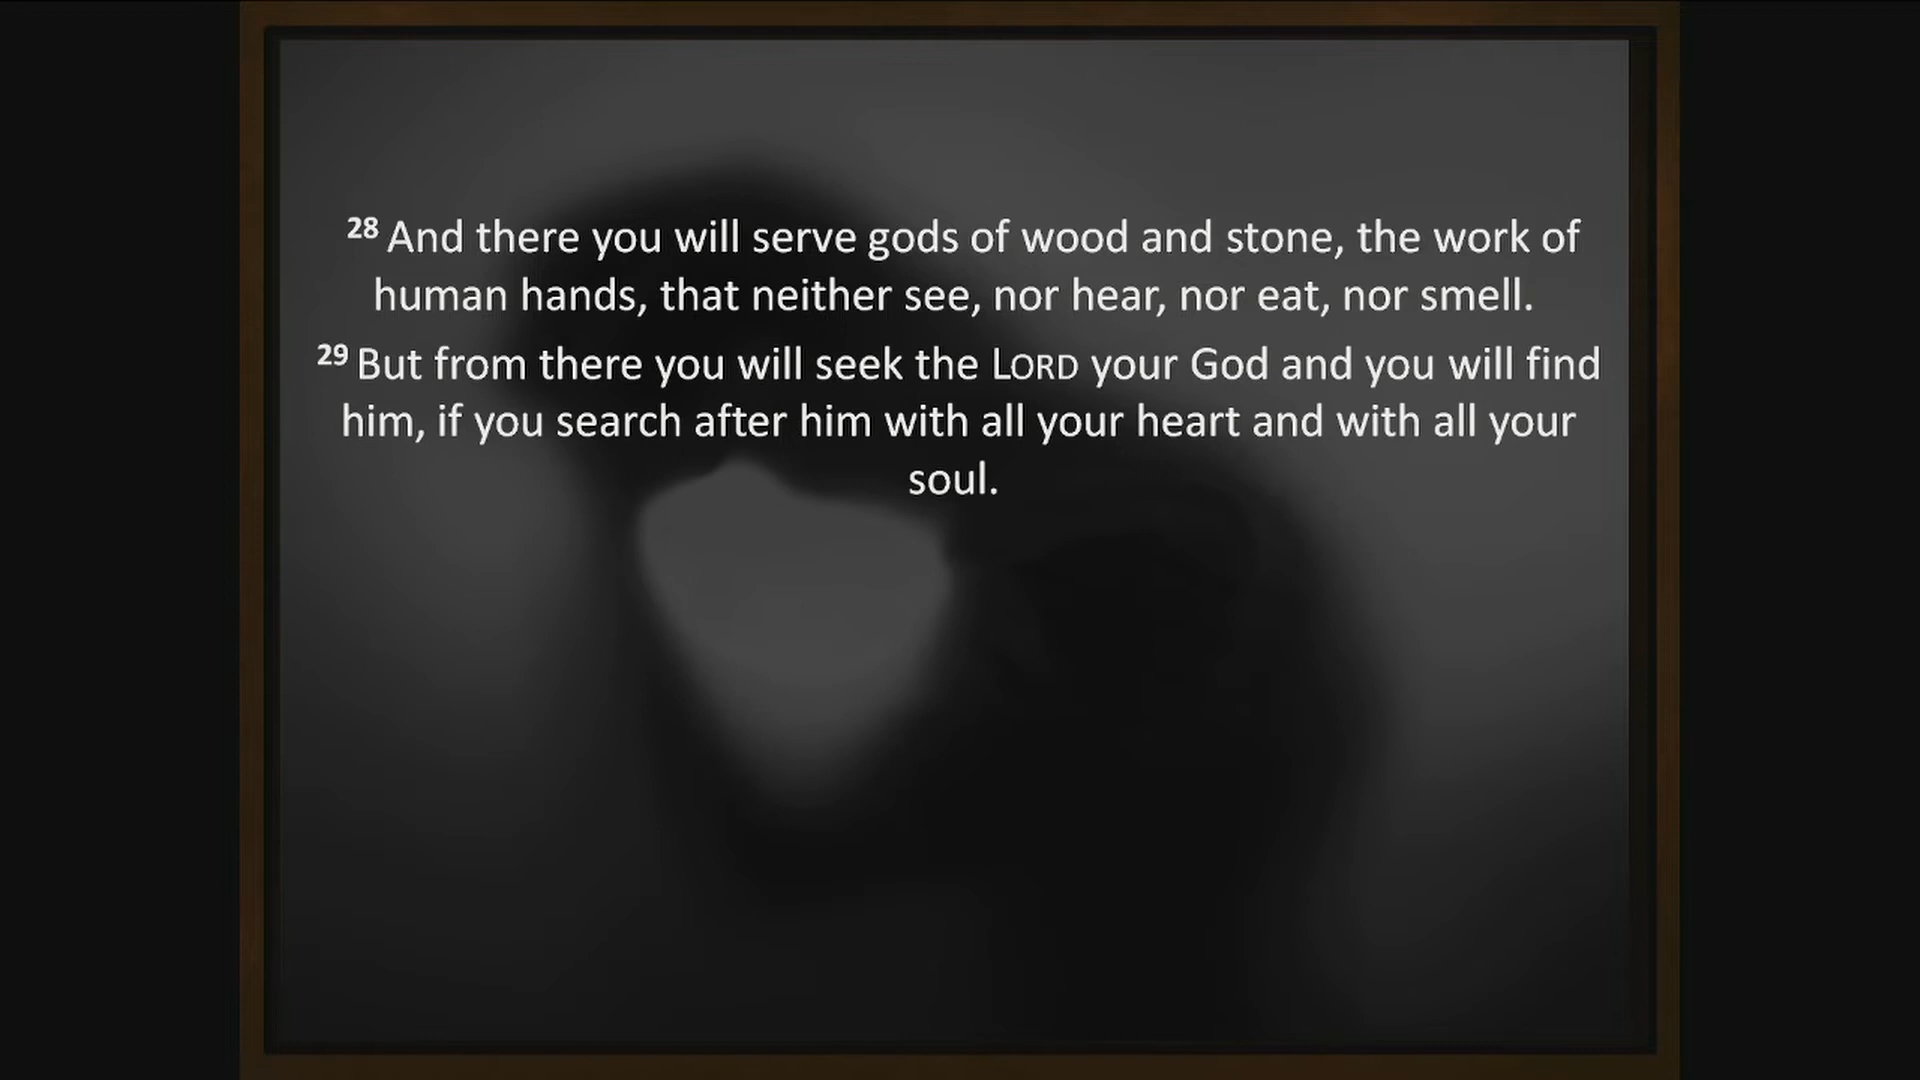 28 And there you will serve gods of wood and stone, the work of
human hands, that neither see, nor hear, nor eat, nor smell.
29 But from there you will seek the LORD your God and you will find
him, if you search after him with all your heart and with all your
soul.